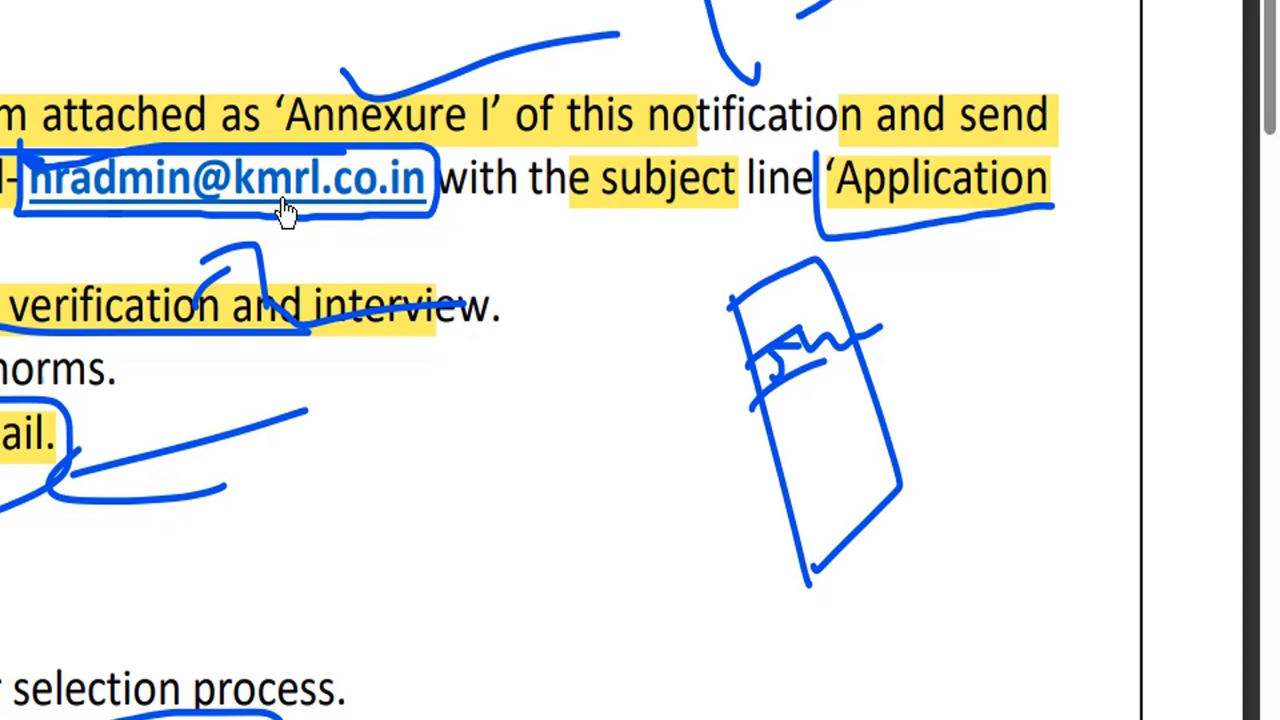 m attached as ‘Annexure I’ of this notification and send
l-hradmin@kmrl.co.in with the subject line ‘Application
verification and interview.
norms.
ail.
r selection process.